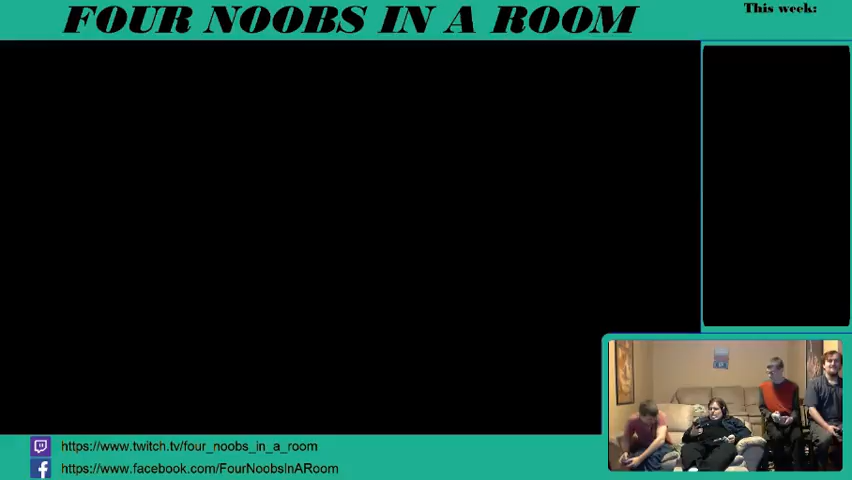 FOUR NOOBS IN A ROOM
This week:
https://www.twitch.tv/four_noobs_in_a_room
https://www.facebook.com/FourNoobsInARoom